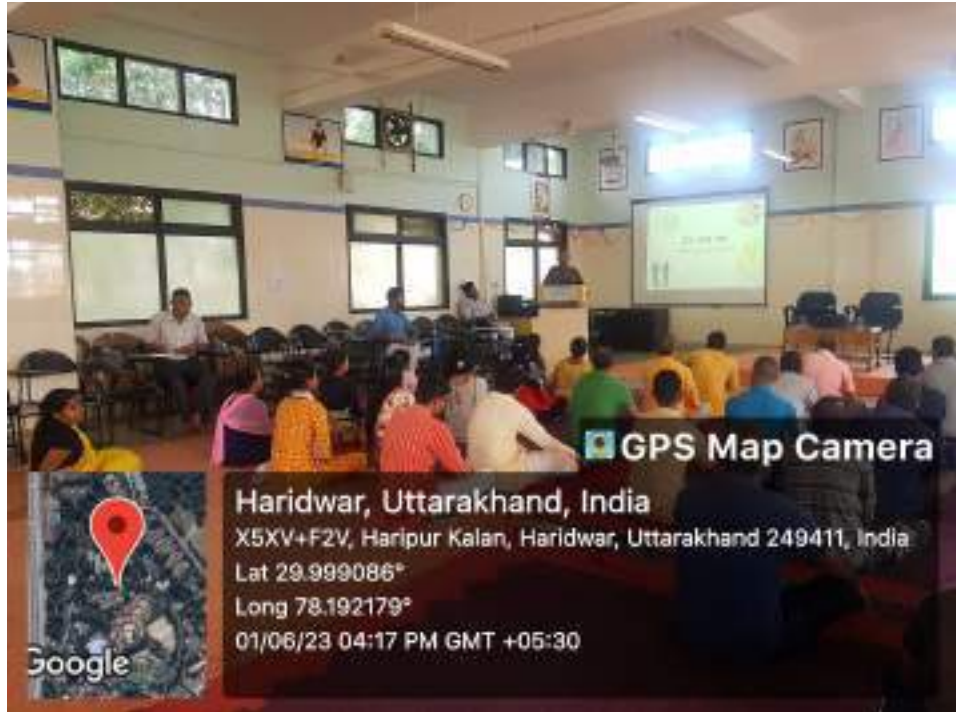 GPS Map Camera
Haridwar, Uttarakhand, India
X5XV+F2V, Haripur Kalan, Haridwar, Uttarakhand 249411, India
Lat 29.999086°
Long 78.192179°
01/06/23 04:17 PM GMT +05:30
Google